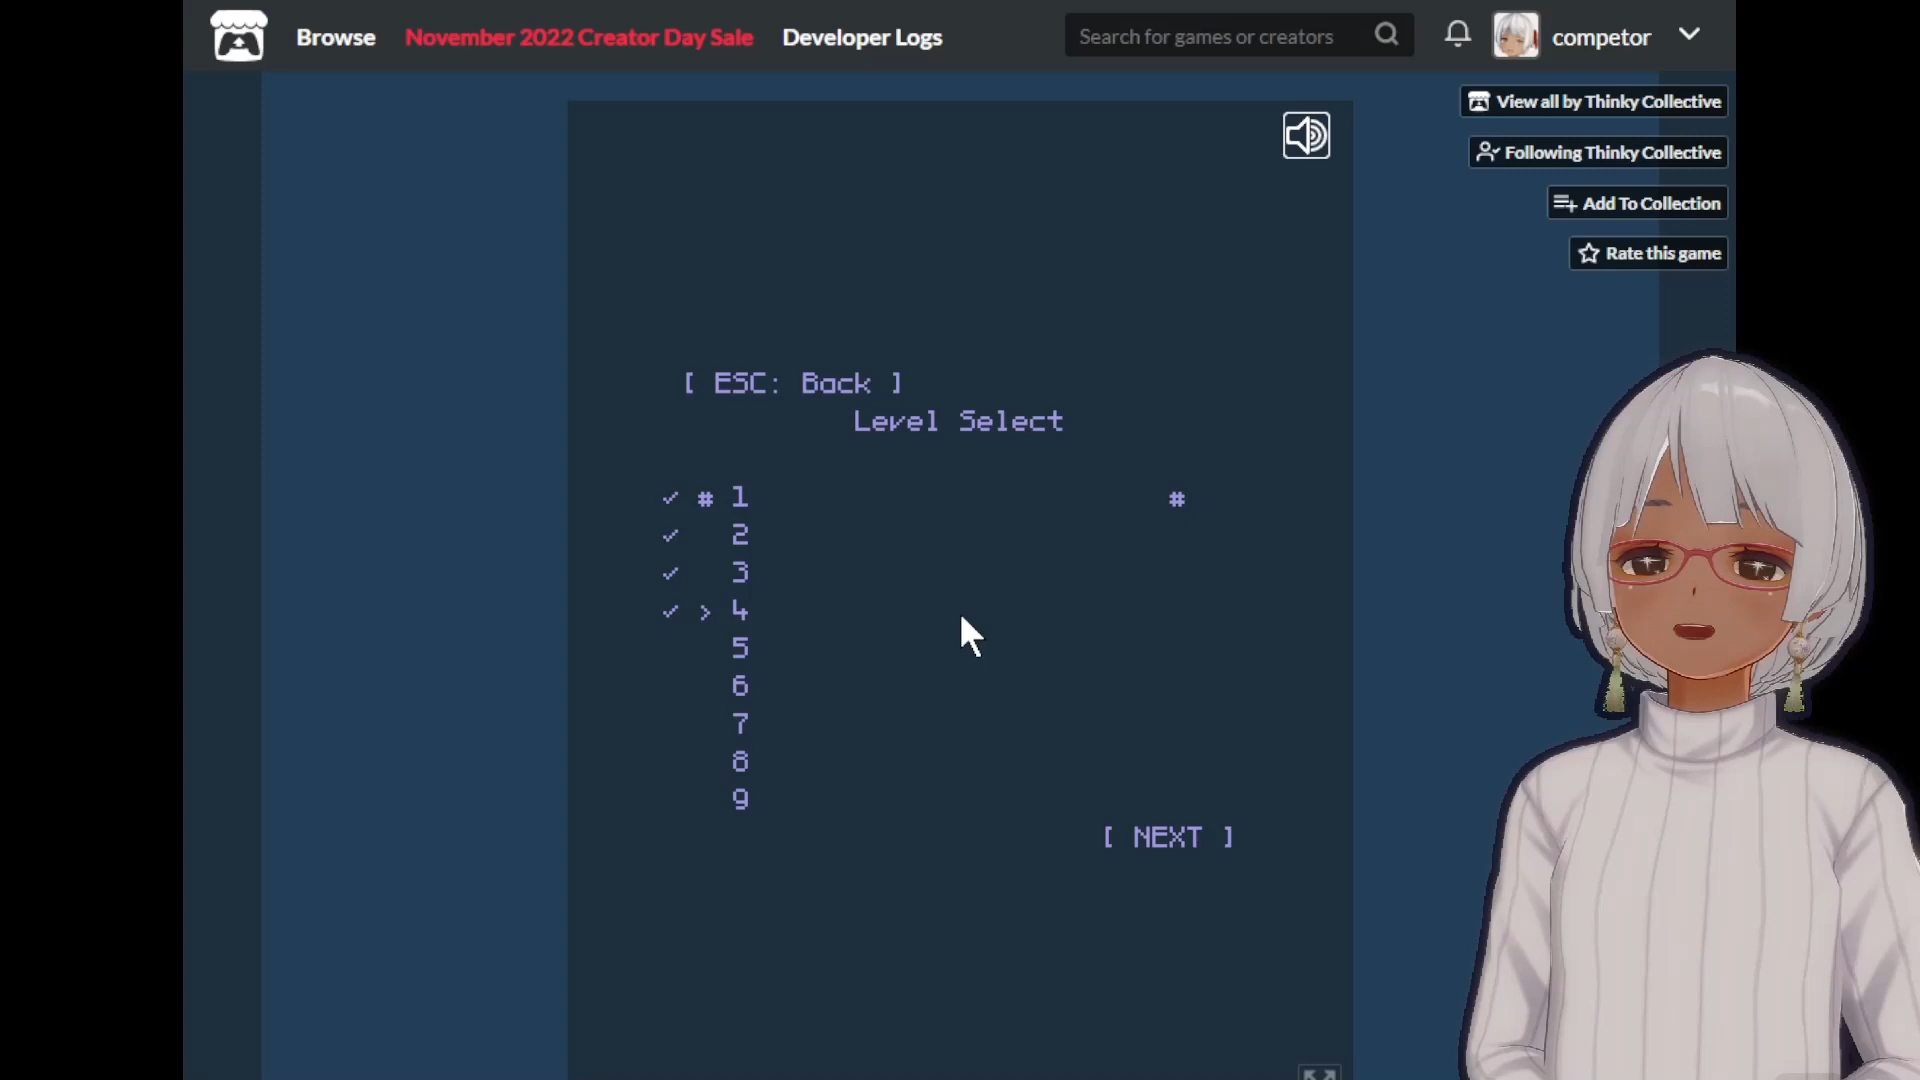 Browse
November 2022 Creator Day Sale
Developer Logs
Search for games or creators
competor
View all by Thinky Collective
Following Thinky Collective
Add To Collection
Rate this game
[ ESC: Back ]
Level Select
✓ # 1 #
✓ 2
✓ 3
✓ > 4
5
6
7
8
9
[ NEXT ]